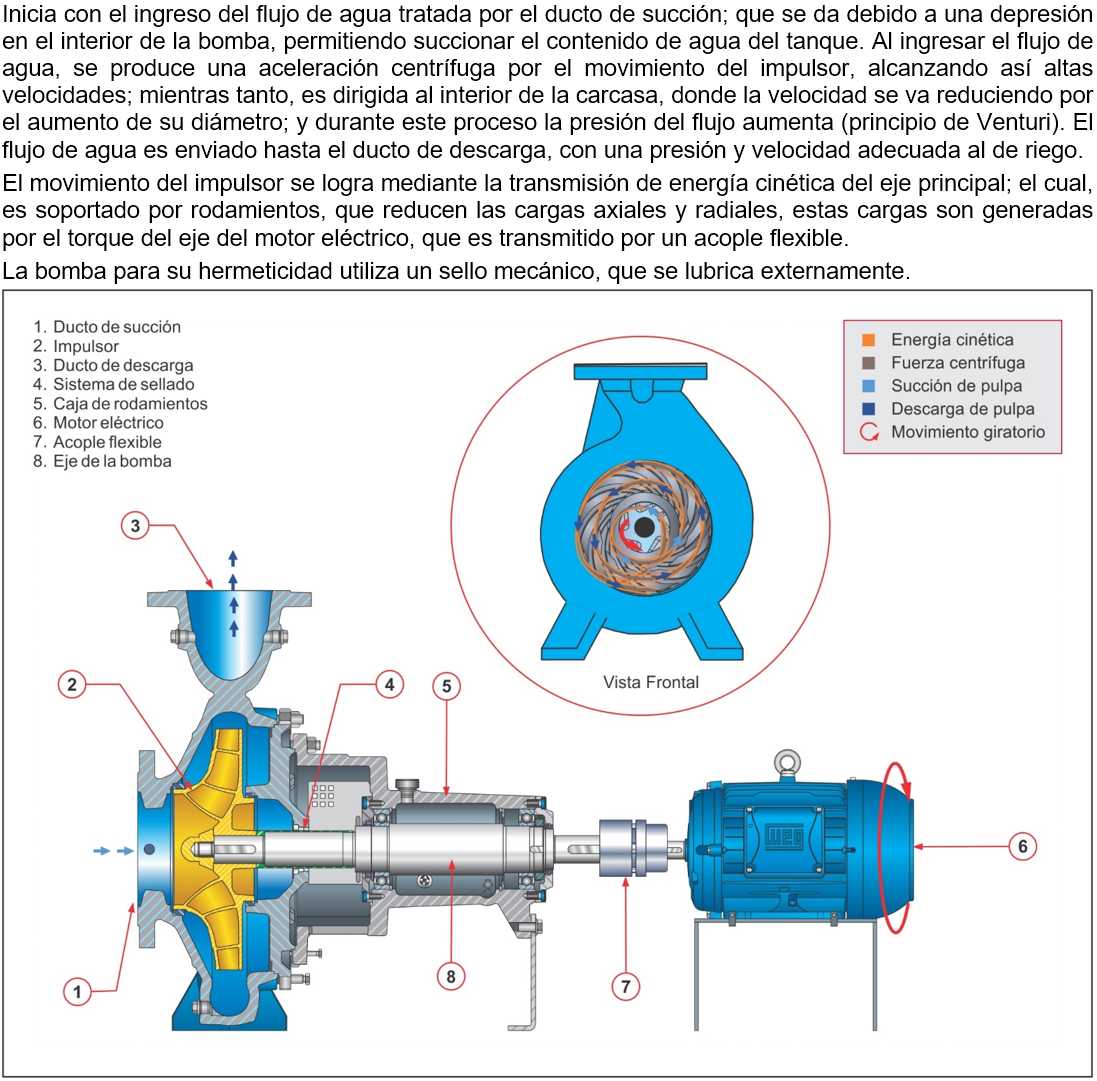 Inicia con el ingreso del flujo de agua tratada por el ducto de succión; que se da debido a una depresión
en el interior de la bomba, permitiendo succionar el contenido de agua del tanque. Al ingresar el flujo de
agua, se produce una aceleración centrífuga por el movimiento del impulsor, alcanzando así altas
velocidades; mientras tanto, es dirigida al interior de la carcasa, donde la velocidad se va reduciendo por
el aumento de su diámetro; y durante este proceso la presión del flujo aumenta (principio de Venturi). El
flujo de agua es enviado hasta el ducto de descarga, con una presión y velocidad adecuada al de riego.
El movimiento del impulsor se logra mediante la transmisión de energía cinética del eje principal; el cual,
es soportado por rodamientos, que reducen las cargas axiales y radiales, estas cargas son generadas
por el torque del eje del motor eléctrico, que es transmitido por un acople flexible.
La bomba para su hermeticidad utiliza un sello mecánico, que se lubrica externamente.
1. Ducto de succión
2. Impulsor
3. Ducto de descarga
4. Sistema de sellado
5. Caja de rodamientos
6. Motor eléctrico
7. Acople flexible
8. Eje de la bomba
Energía cinética
Fuerza centrífuga
Succión de pulpa
Descarga de pulpa
Movimiento giratorio
3
Vista Frontal
2
4
5
WEG
6
1
8
7